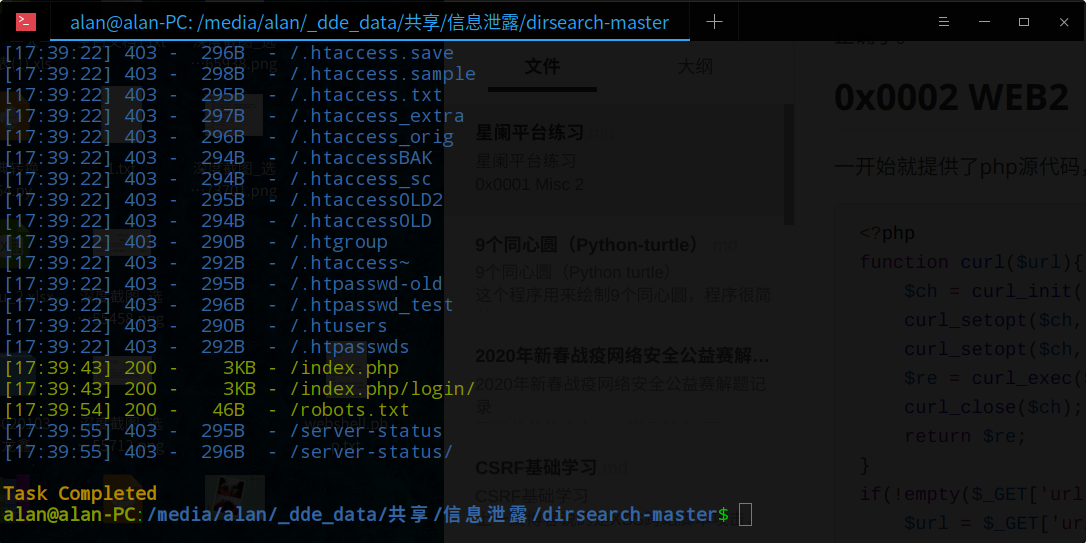 alan@alan-PC: /media/alan/_dde_data/共享/信息泄露/dirsearch-master
[17:39:22] 403 -  296B  - /.htaccess.save
[17:39:22] 403 -  298B  - /.htaccess.sample
[17:39:22] 403 -  295B  - /.htaccess.txt
[17:39:22] 403 -  297B  - /.htaccess_extra
[17:39:22] 403 -  296B  - /.htaccess_orig
[17:39:22] 403 -  294B  - /.htaccessBAK
[17:39:22] 403 -  294B  - /.htaccess_sc
[17:39:22] 403 -  295B  - /.htaccessOLD2
[17:39:22] 403 -  294B  - /.htaccessOLD
[17:39:22] 403 -  290B  - /.htgroup
[17:39:22] 403 -  292B  - /.htaccess~
[17:39:22] 403 -  295B  - /.htpasswd-old
[17:39:22] 403 -  296B  - /.htpasswd_test
[17:39:22] 403 -  290B  - /.htusers
[17:39:22] 403 -  292B  - /.htpasswds
[17:39:43] 200 -    3KB - /index.php
[17:39:43] 200 -    3KB - /index.php/login/
[17:39:54] 200 -   46B  - /robots.txt
[17:39:55] 403 -  295B  - /server-status
[17:39:55] 403 -  296B  - /server-status/
Task Completed
alan@alan-PC:/media/alan/_dde_data/共享/信息泄露/dirsearch-master$
文件
大纲
星阑平台练习
星阑平台练习
0x0001 Misc 2
9个同心圆（Python-turtle）
9个同心圆（Python turtle）
这个程序用来绘制9个同心圆，程序很简
2020年新春战疫网络安全公益赛解…
2020年新春战疫网络安全公益赛解题记
录
CSRF基础学习
CSRF基础学习
0x0002 WEB2
一开始就提供了php源代码，
<?php
function curl($url){
$ch = curl_init(
curl_setopt($ch,
curl_setopt($ch,
$re = curl_exec(
curl_close($ch);
return $re;
}
if(!empty($_GET['url
$url = $_GET['ur